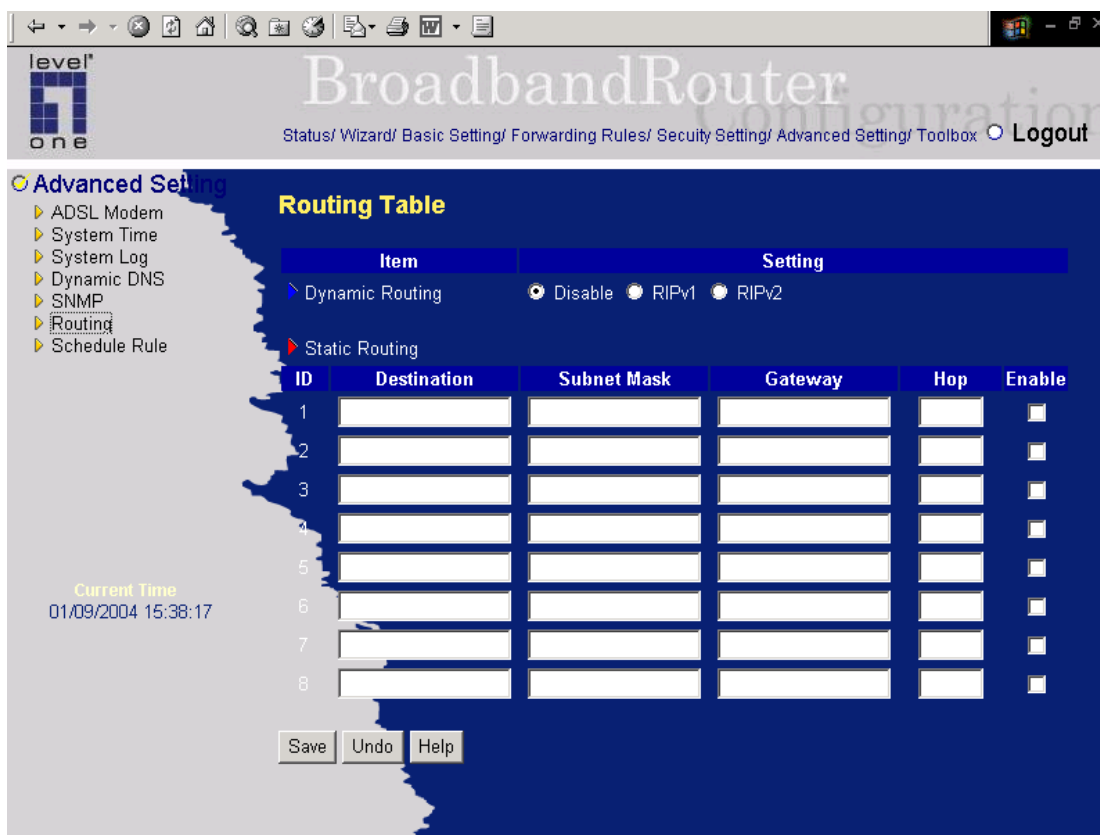 level
one
BroadbandRouter
Configuration
Status/ Wizard/ Basic Setting/ Forwarding Rules/ Secuity Setting/ Advanced Setting/ Toolbox Logout
Advanced Setting
ADSL Modem
System Time
System Log
Dynamic DNS
SNMP
Routing
Schedule Rule
Current Time
01/09/2004 15:38:17
Routing Table
Item Setting
Dynamic Routing Disable RIPv1 RIPv2
Static Routing
ID Destination Subnet Mask Gateway Hop Enable
1
2
3
4
5
6
7
8
Save Undo Help